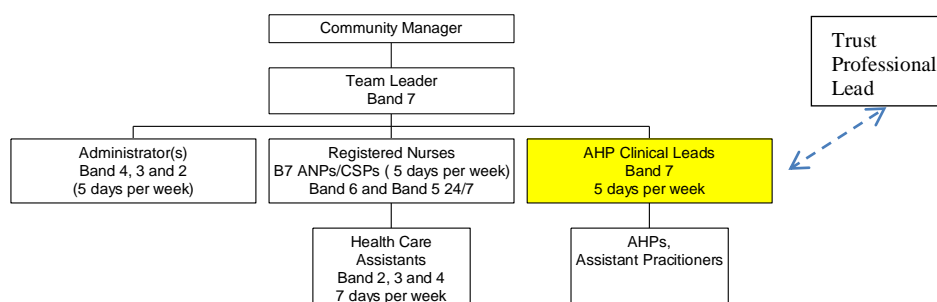 Community Manager
Trust
Professional
Lead
Team Leader
Band 7
Administrator(s)
Band 4, 3 and 2
(5 days per week)
Registered Nurses
B7 ANPs/CSPs ( 5 days per week)
Band 6 and Band 5 24/7
AHP Clinical Leads
Band 7
5 days per week
Health Care
Assistants
Band 2, 3 and 4
7 days per week
AHPs,
Assistant Pracitioners